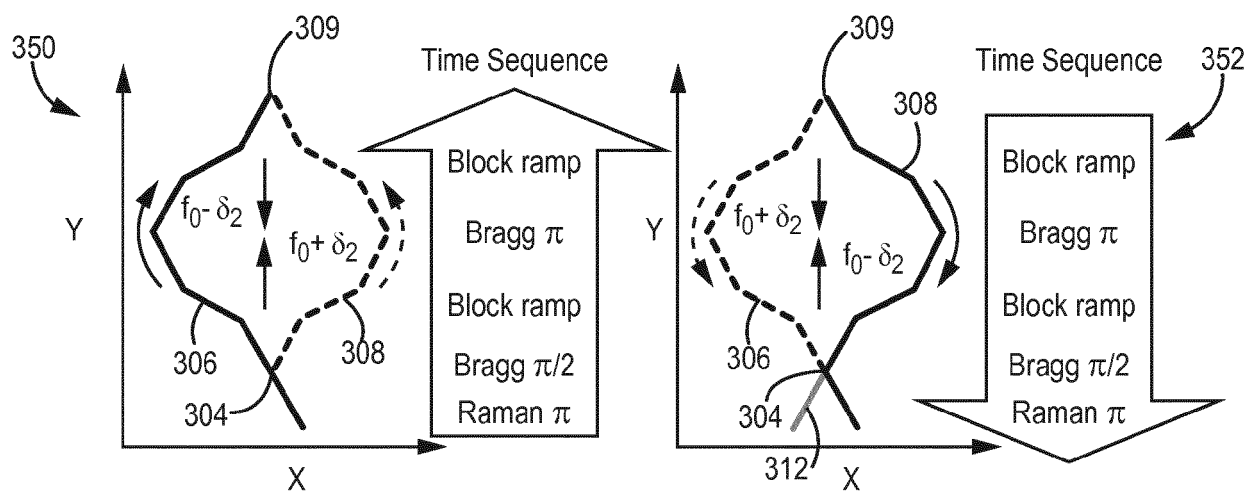 350
309
Time Sequence
Y
f₀- δ₂
f₀+ δ₂
306
308
304
X
Block ramp
Bragg π
Block ramp
Bragg π/2
Raman π
309
308
Time Sequence
352
Y
f₀+ δ₂
f₀- δ₂
306
304
312
X
Block ramp
Bragg π
Block ramp
Bragg π/2
Raman π